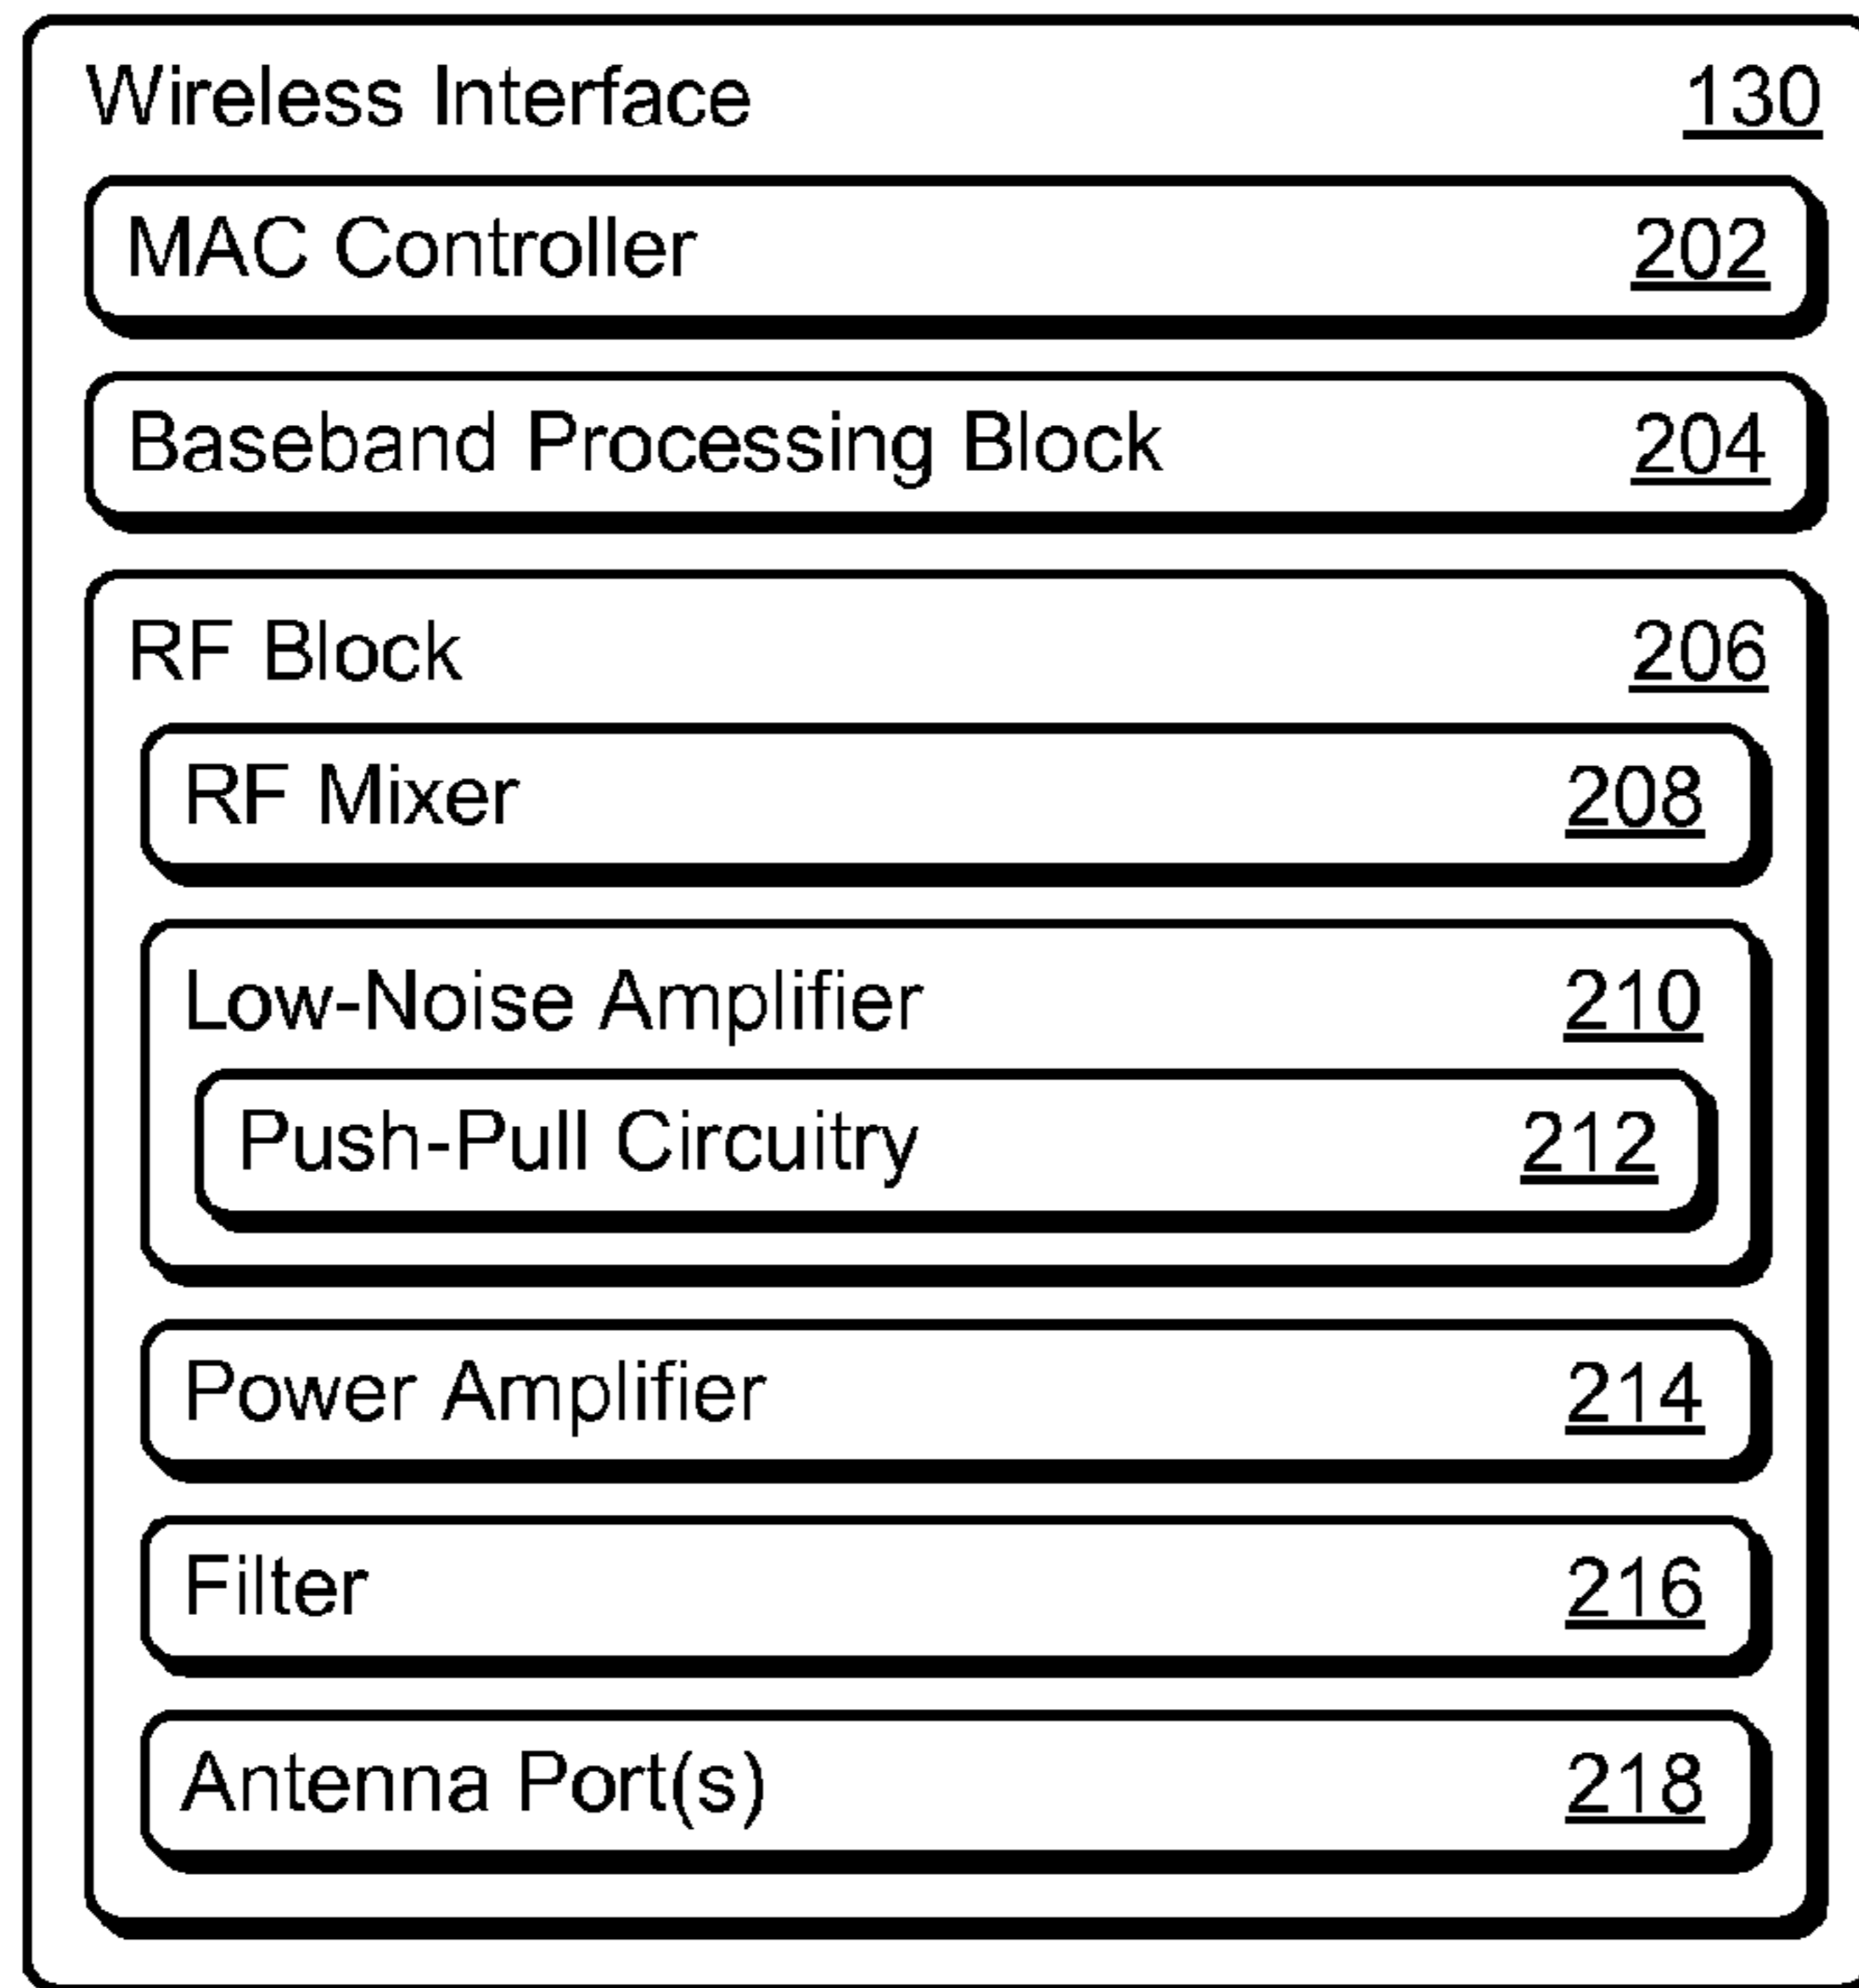 Wireless Interface 130
MAC Controller 202
Baseband Processing Block 204
RF Block 206
RF Mixer 208
Low-Noise Amplifier 210
Push-Pull Circuitry 212
Power Amplifier 214
Filter 216
Antenna Port(s) 218